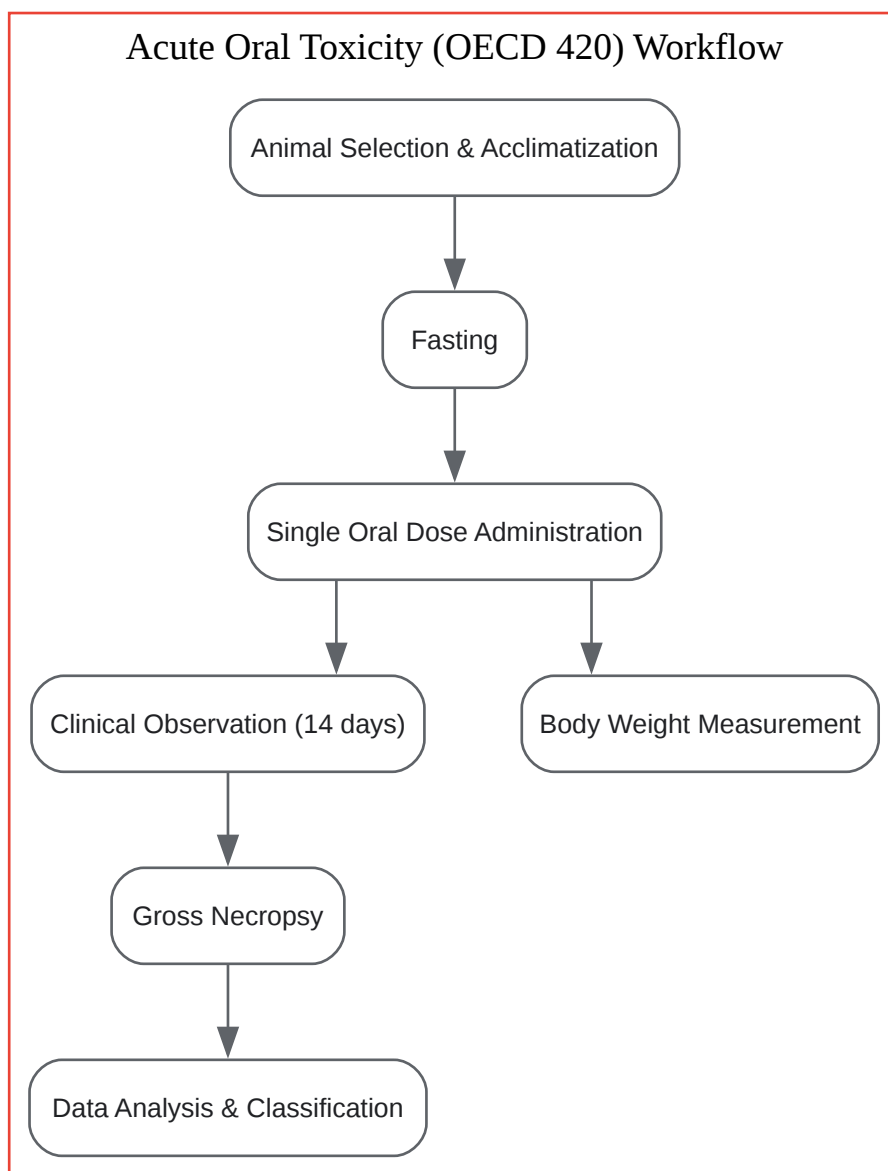 Acute Oral Toxicity (OECD 420) Workflow
Animal Selection & Acclimatization
Fasting
Single Oral Dose Administration
Clinical Observation (14 days)
Body Weight Measurement
Gross Necropsy
Data Analysis & Classification